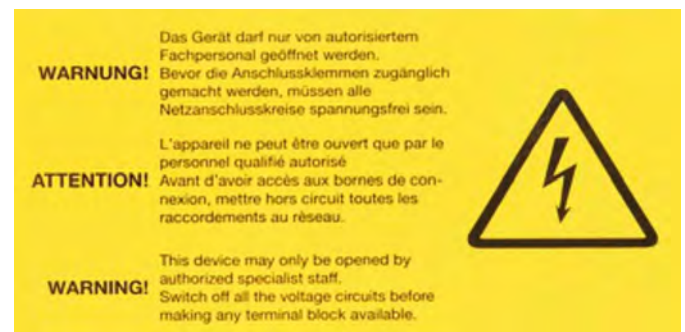 WARNUNG!
Das Gerät darf nur von autorisiertem
Fachpersonal geöffnet werden.
Bevor die Anschlussklemmen zugänglich
gemacht werden, müssen alle
Netzanschlusskreise spannungsfrei sein.
ATTENTION!
L'appareil ne peut être ouvert que par le
personnel qualifié autorisé
Avant d'avoir accès aux bornes de con-
nexion, mettre hors circuit toutes les
raccordements au rèseau.
WARNING!
This device may only be opened by
authorized specialist staff.
Switch off all the voltage circuits before
making any terminal block available.